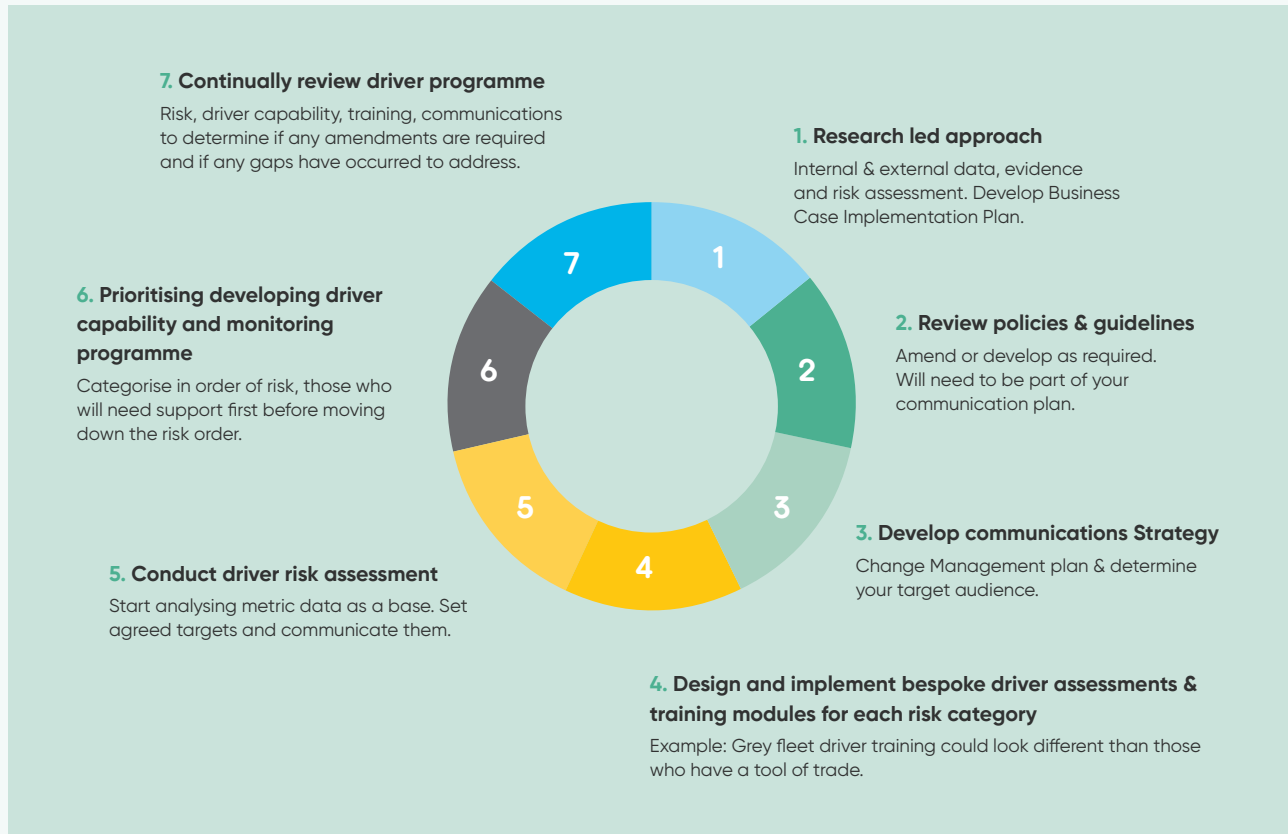 7. Continually review driver programme
Risk, driver capability, training, communications
to determine if any amendments are required
and if any gaps have occurred to address.
1. Research led approach
Internal & external data, evidence
and risk assessment. Develop Business
Case Implementation Plan.
6. Prioritising developing driver
capability and monitoring
programme
Categorise in order of risk, those who
will need support first before moving
down the risk order.
2. Review policies & guidelines
Amend or develop as required.
Will need to be part of your
communication plan.
5. Conduct driver risk assessment
Start analysing metric data as a base. Set
agreed targets and communicate them.
3. Develop communications Strategy
Change Management plan & determine
your target audience.
4. Design and implement bespoke driver assessments &
training modules for each risk category
Example: Grey fleet driver training could look different than those
who have a tool of trade.
1
2
3
4
5
6
7